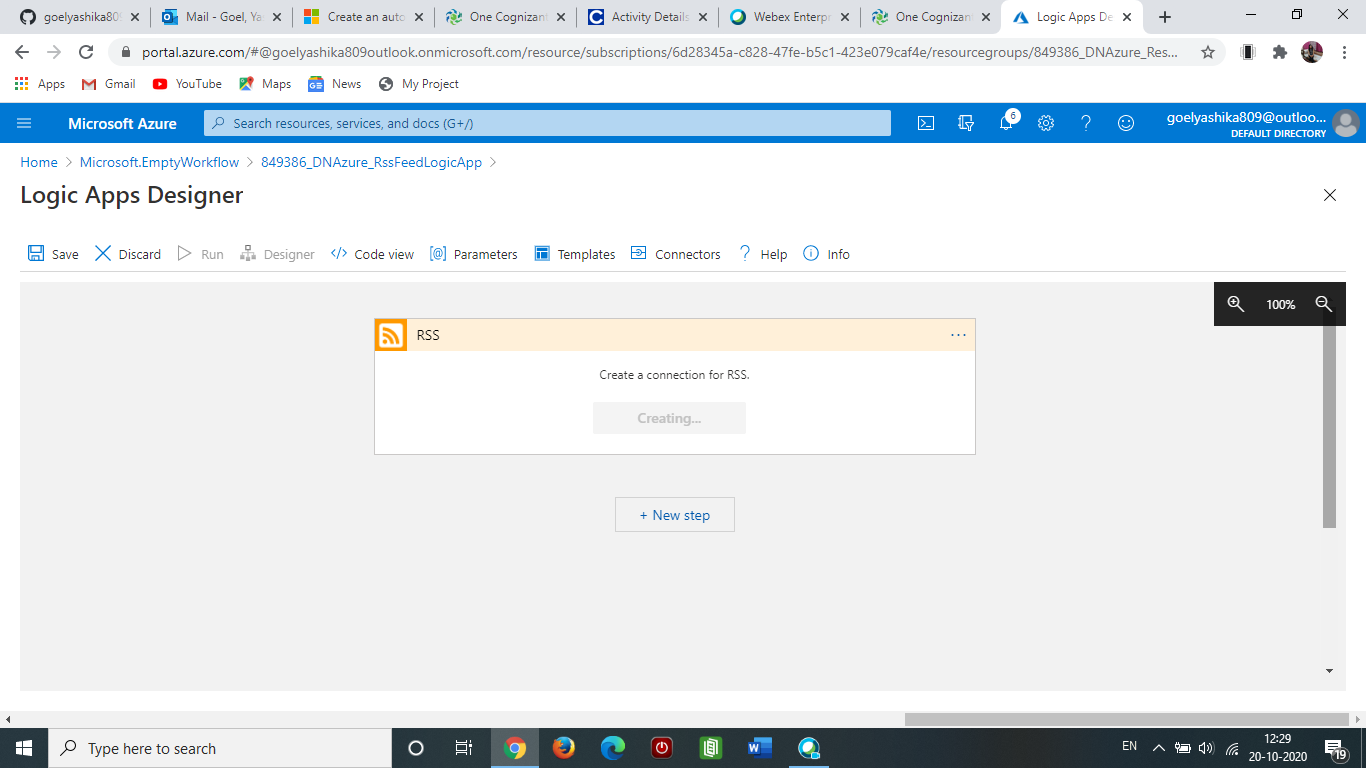 goelyashika80
Mail - Goel, Ya
Create an auto
One Cognizant
Activity Details
Webex Enterpr
One Cognizant
Logic Apps De
portal.azure.com/#@goelyashika809outlook.onmicrosoft.com/resource/subscriptions/6d28345a-c828-47fe-b5c1-423e079caf4e/resourcegroups/849386_DNAzure_Res...
Apps
Gmail
YouTube
Maps
News
My Project
Microsoft Azure
Search resources, services, and docs (G+/)
6
goelyashika809@outloo...
DEFAULT DIRECTORY
Home > Microsoft.EmptyWorkflow > 849386_DNAzure_RssFeedLogicApp >
Logic Apps Designer
Save
Discard
Run
Designer
Code view
Parameters
Templates
Connectors
Help
Info
100%
RSS
Create a connection for RSS.
Creating...
+ New step
Type here to search
EN
12:29
20-10-2020
19